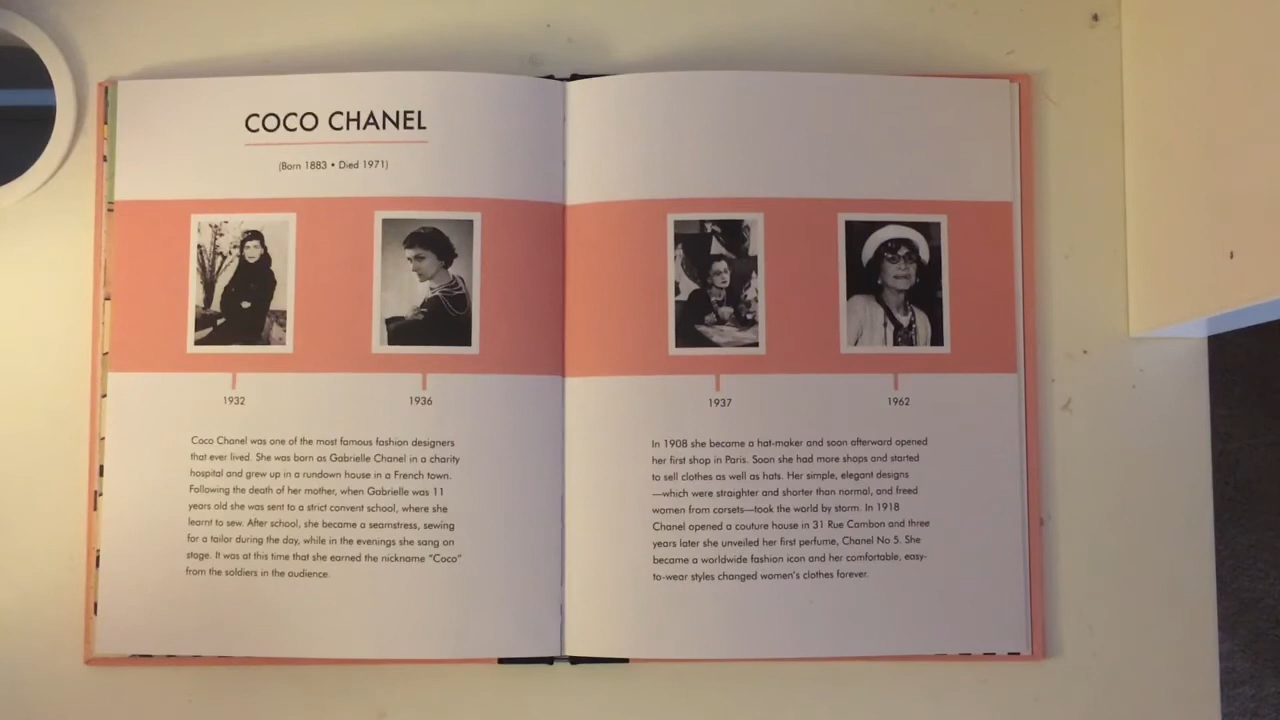 COCO CHANEL
(Born 1883 • Died 1971)
1932
1936
Coco Chanel was one of the most famous fashion designers
that ever lived. She was born as Gabrielle Chanel in a charity
hospital and grew up in a rundown house in a French town.
Following the death of her mother, when Gabrielle was 11
years old she was sent to a strict convent school, where she
learnt to sew. After school, she became a seamstress, sewing
for a tailor during the day, while in the evenings she sang on
stage. It was at this time that she earned the nickname “Coco”
from the soldiers in the audience.
1937
1962
In 1908 she became a hat-maker and soon afterward opened
her first shop in Paris. Soon she had more shops and started
to sell clothes as well as hats. Her simple, elegant designs
—which were straighter and shorter than normal, and freed
women from corsets—took the world by storm. In 1918
Chanel opened a couture house in 31 Rue Cambon and three
years later she unveiled her first perfume, Chanel No 5. She
became a worldwide fashion icon and her comfortable, easy-
to-wear styles changed women's clothes forever.